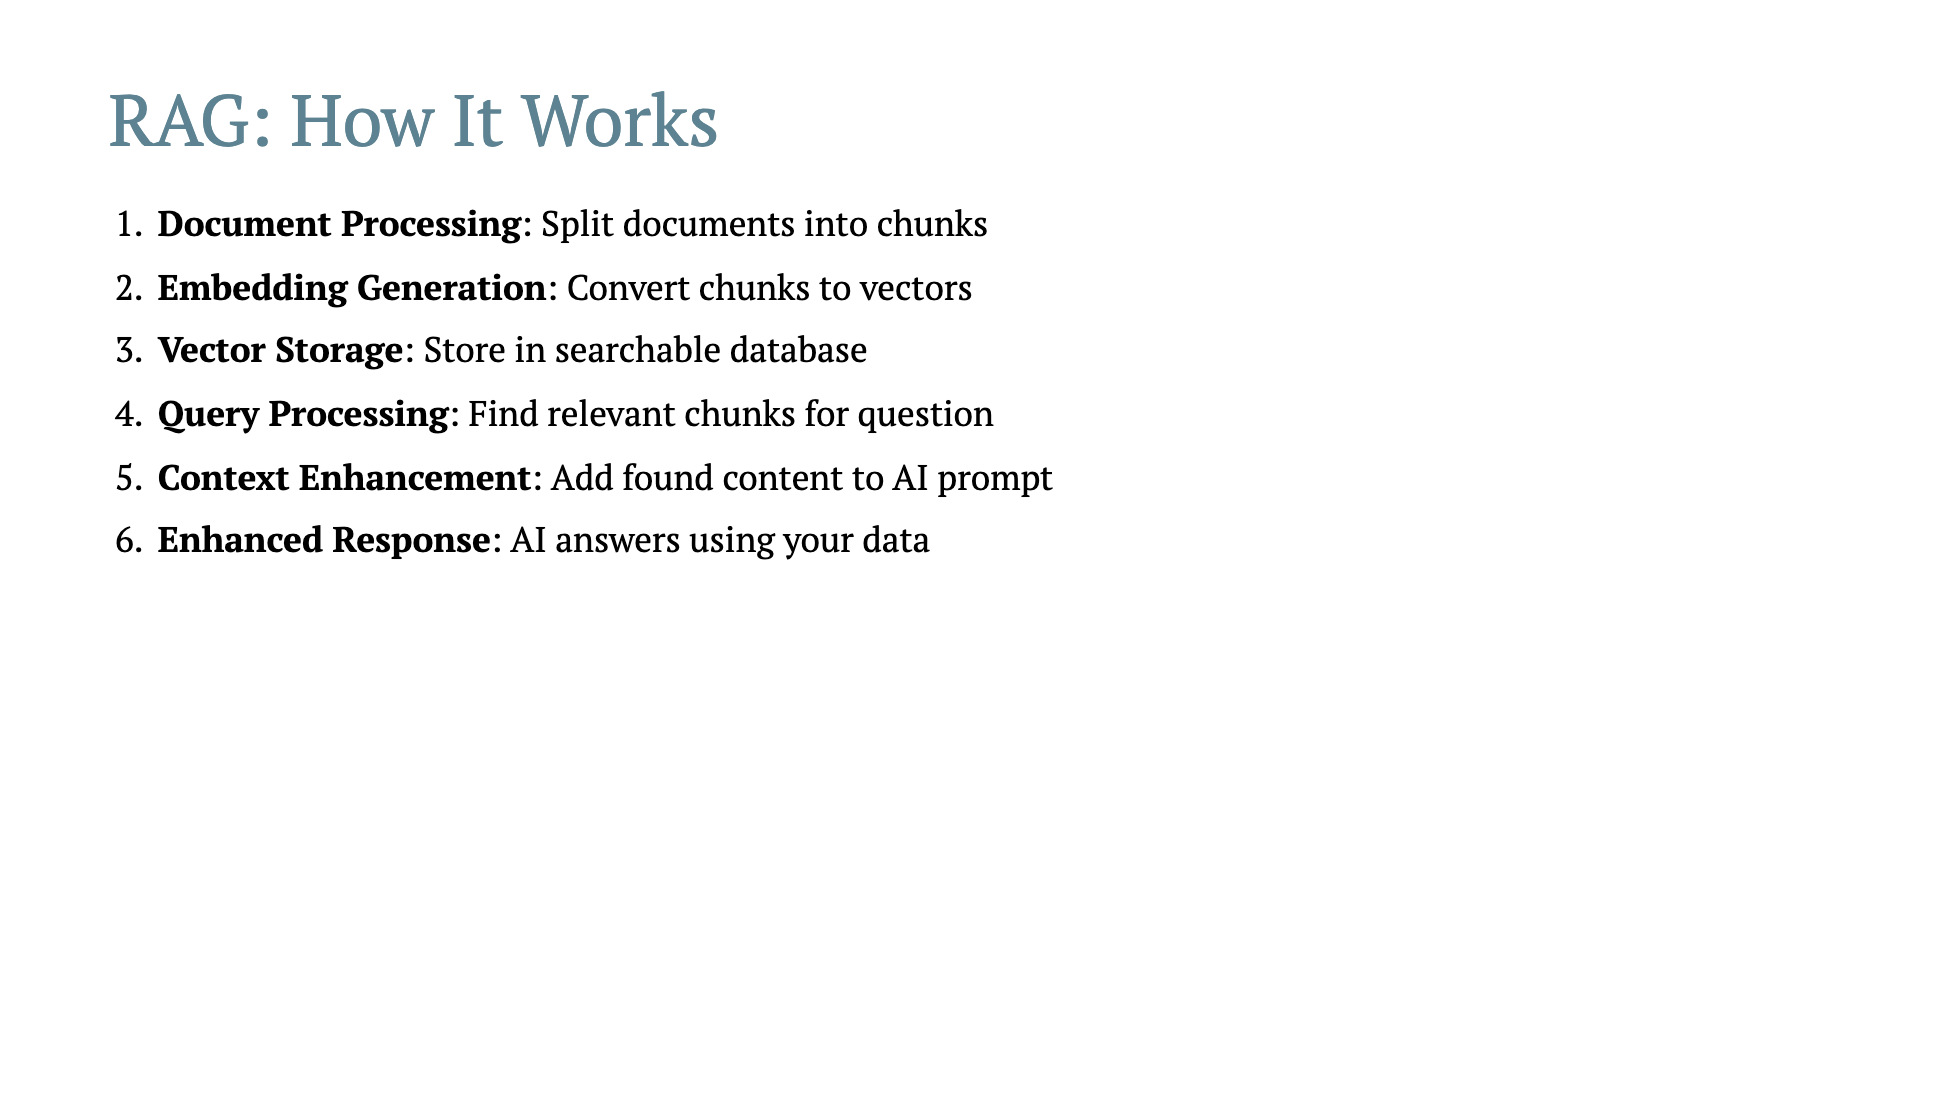 RAG: How It Works
1. Document Processing: Split documents into chunks
2. Embedding Generation: Convert chunks to vectors
3. Vector Storage: Store in searchable database
4. Query Processing: Find relevant chunks for question
5. Context Enhancement: Add found content to AI prompt
6. Enhanced Response: AI answers using your data